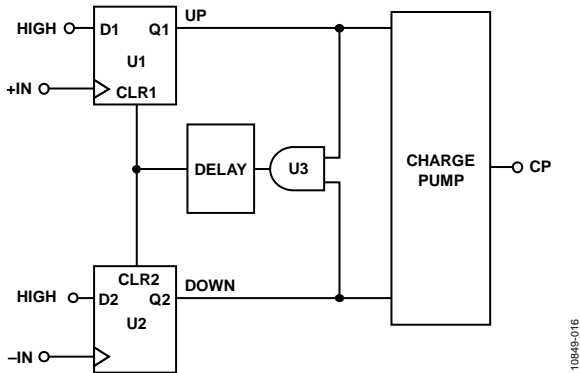 UP
HIGH
D1
Q1
U1
+IN
CLR1
DELAY
U3
CHARGE
PUMP
CP
CLR2
DOWN
HIGH
D2
Q2
U2
–IN
10849-016